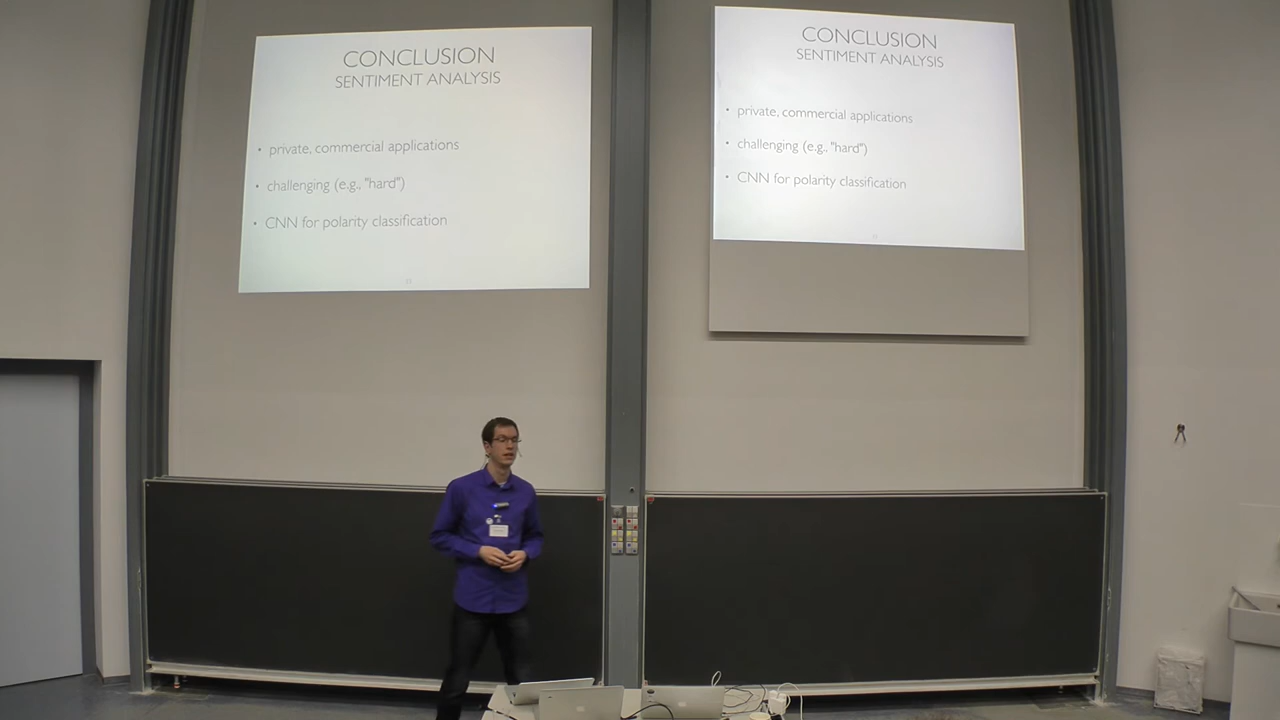 CONCLUSION
SENTIMENT ANALYSIS
• private, commercial applications
• challenging (e.g., "hard")
• CNN for polarity classification
CONCLUSION
SENTIMENT ANALYSIS
• private, commercial applications
• challenging (e.g., "hard")
• CNN for polarity classification